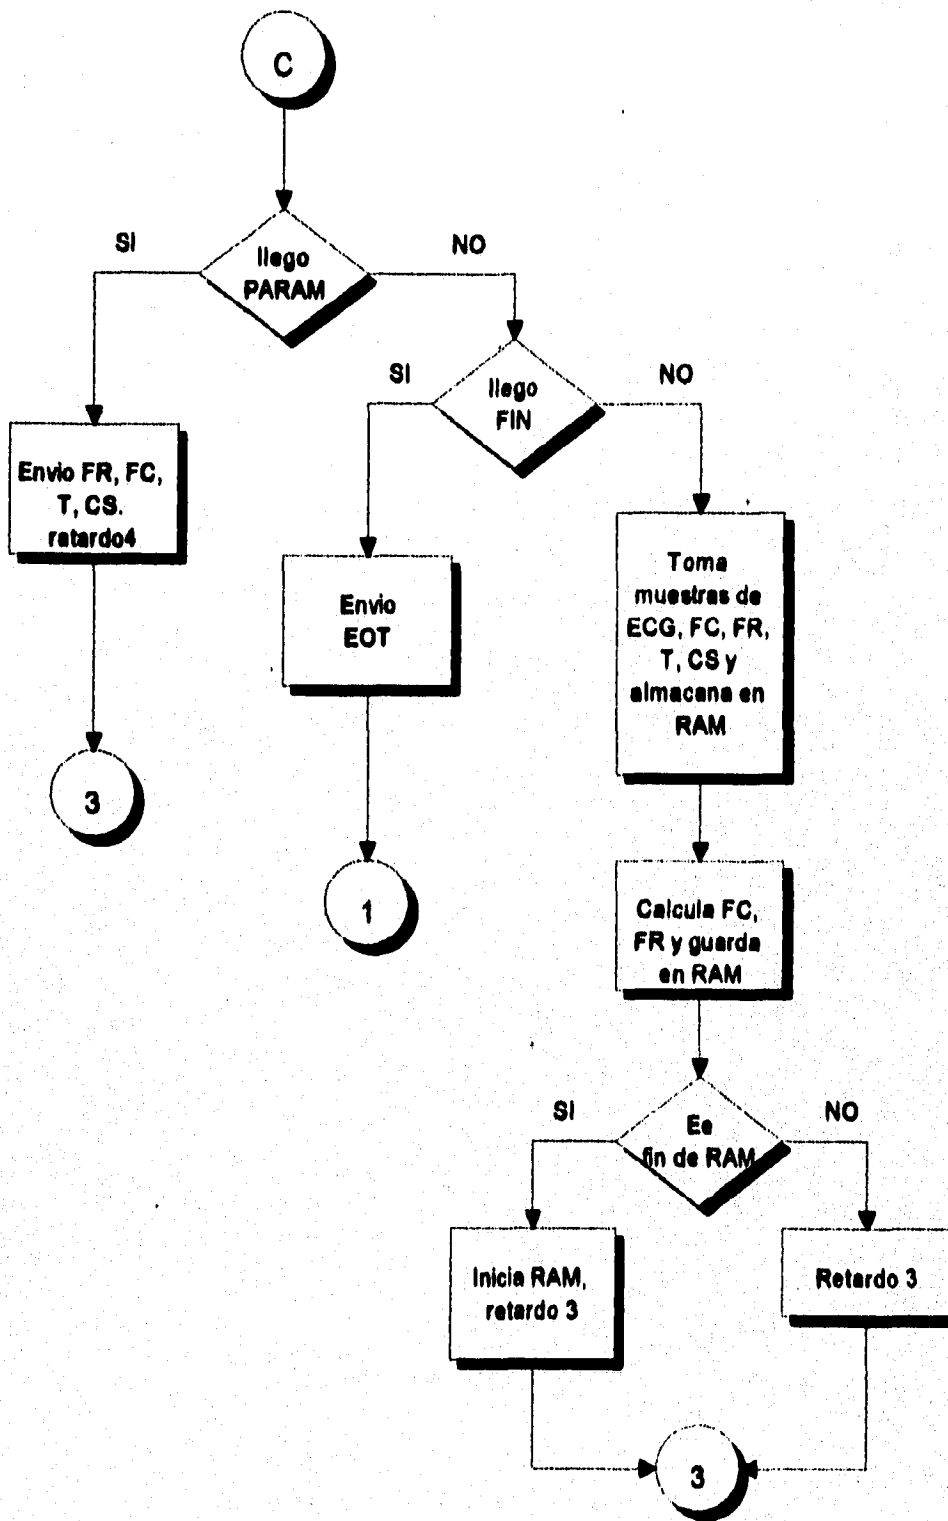 C
SI
llego
PARAM
NO
SI
llego
FIN
NO
Envio FR, FC,
T, CS.
retardo4
Envio
EOT
Toma
muestras de
ECG, FC, FR,
T, CS y
almacena en
RAM
3
1
Calcula FC,
FR y guarda
en RAM
SI
Es
fin de RAM
NO
Inicia RAM,
retardo 3
Retardo 3
3